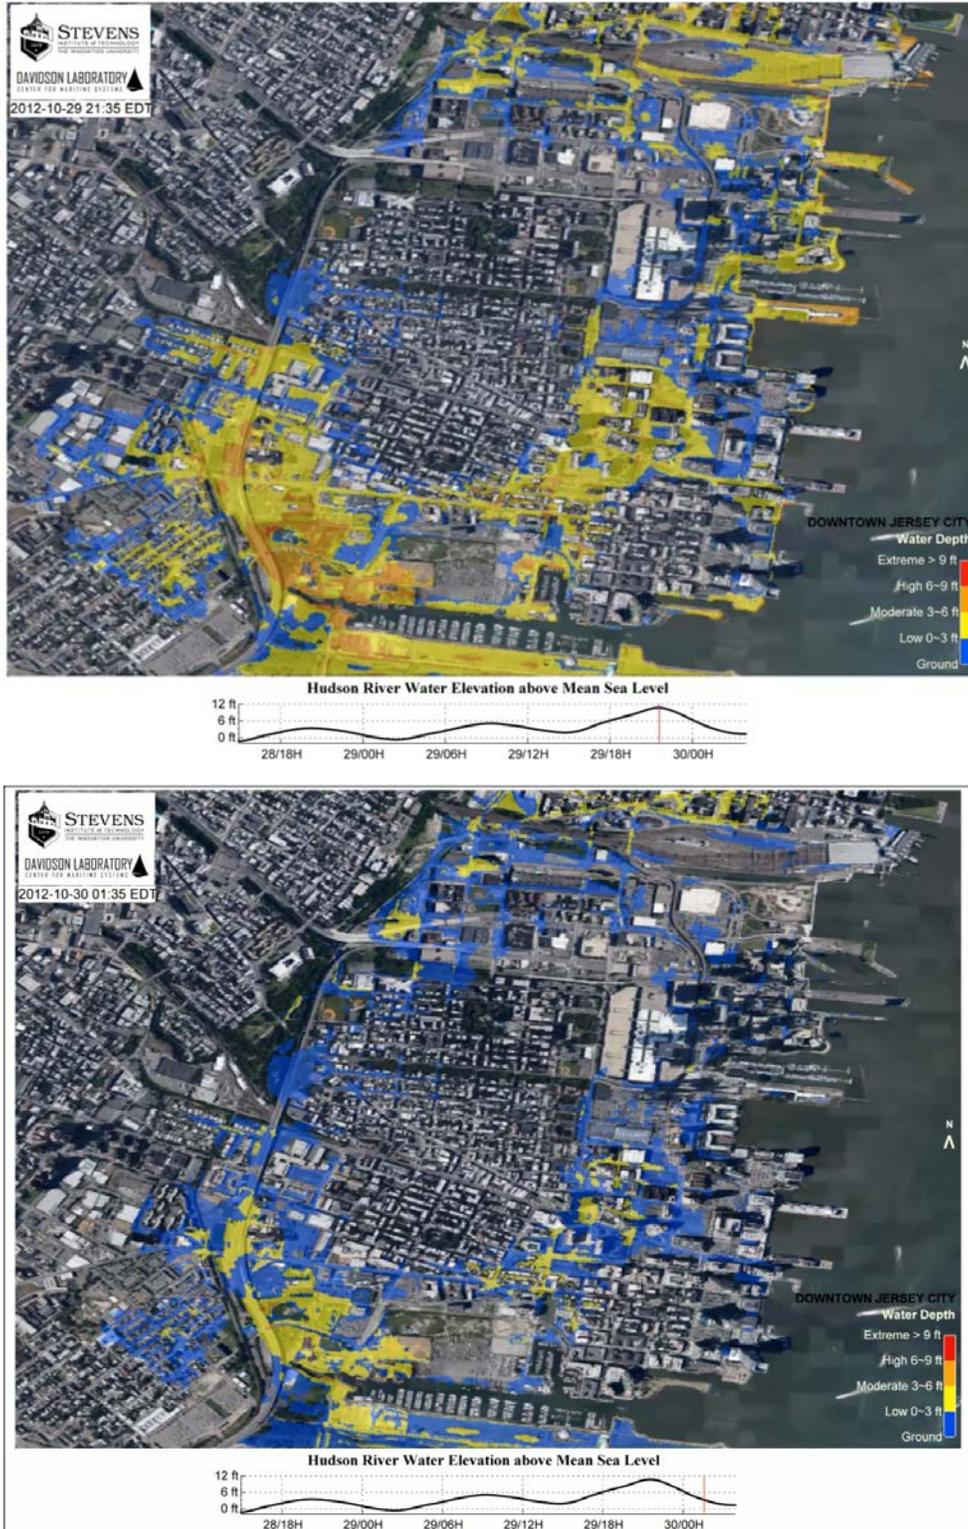 STEVENS
INSTITUTE of TECHNOLOGY
THE INNOVATION UNIVERSITY
DAVIDSON LABORATORY
CENTER FOR MARITIME SYSTEMS
2012-10-29 21:35 EDT
N
DOWNTOWN JERSEY CITY
Water Depth
Extreme > 9 ft
High 6~9 ft
Moderate 3~6 ft
Low 0~3 ft
Ground
Hudson River Water Elevation above Mean Sea Level
12 ft
6 ft
0 ft
28/18H 29/00H 29/06H 29/12H 29/18H 30/00H
STEVENS
INSTITUTE of TECHNOLOGY
THE INNOVATION UNIVERSITY
DAVIDSON LABORATORY
CENTER FOR MARITIME SYSTEMS
2012-10-30 01:35 EDT
N
DOWNTOWN JERSEY CITY
Water Depth
Extreme > 9 ft
High 6~9 ft
Moderate 3~6 ft
Low 0~3 ft
Ground
Hudson River Water Elevation above Mean Sea Level
12 ft
6 ft
0 ft
28/18H 29/00H 29/06H 29/12H 29/18H 30/00H